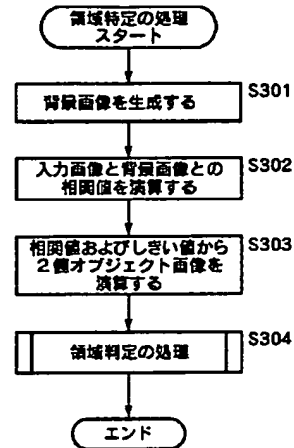 領域特定の処理
スタート
S301
背景画像を生成する
S302
入力画像と背景画像との
相関値を演算する
S303
相関値およびしきい値から
2値オブジェクト画像を
演算する
S304
領域判定の処理
エンド